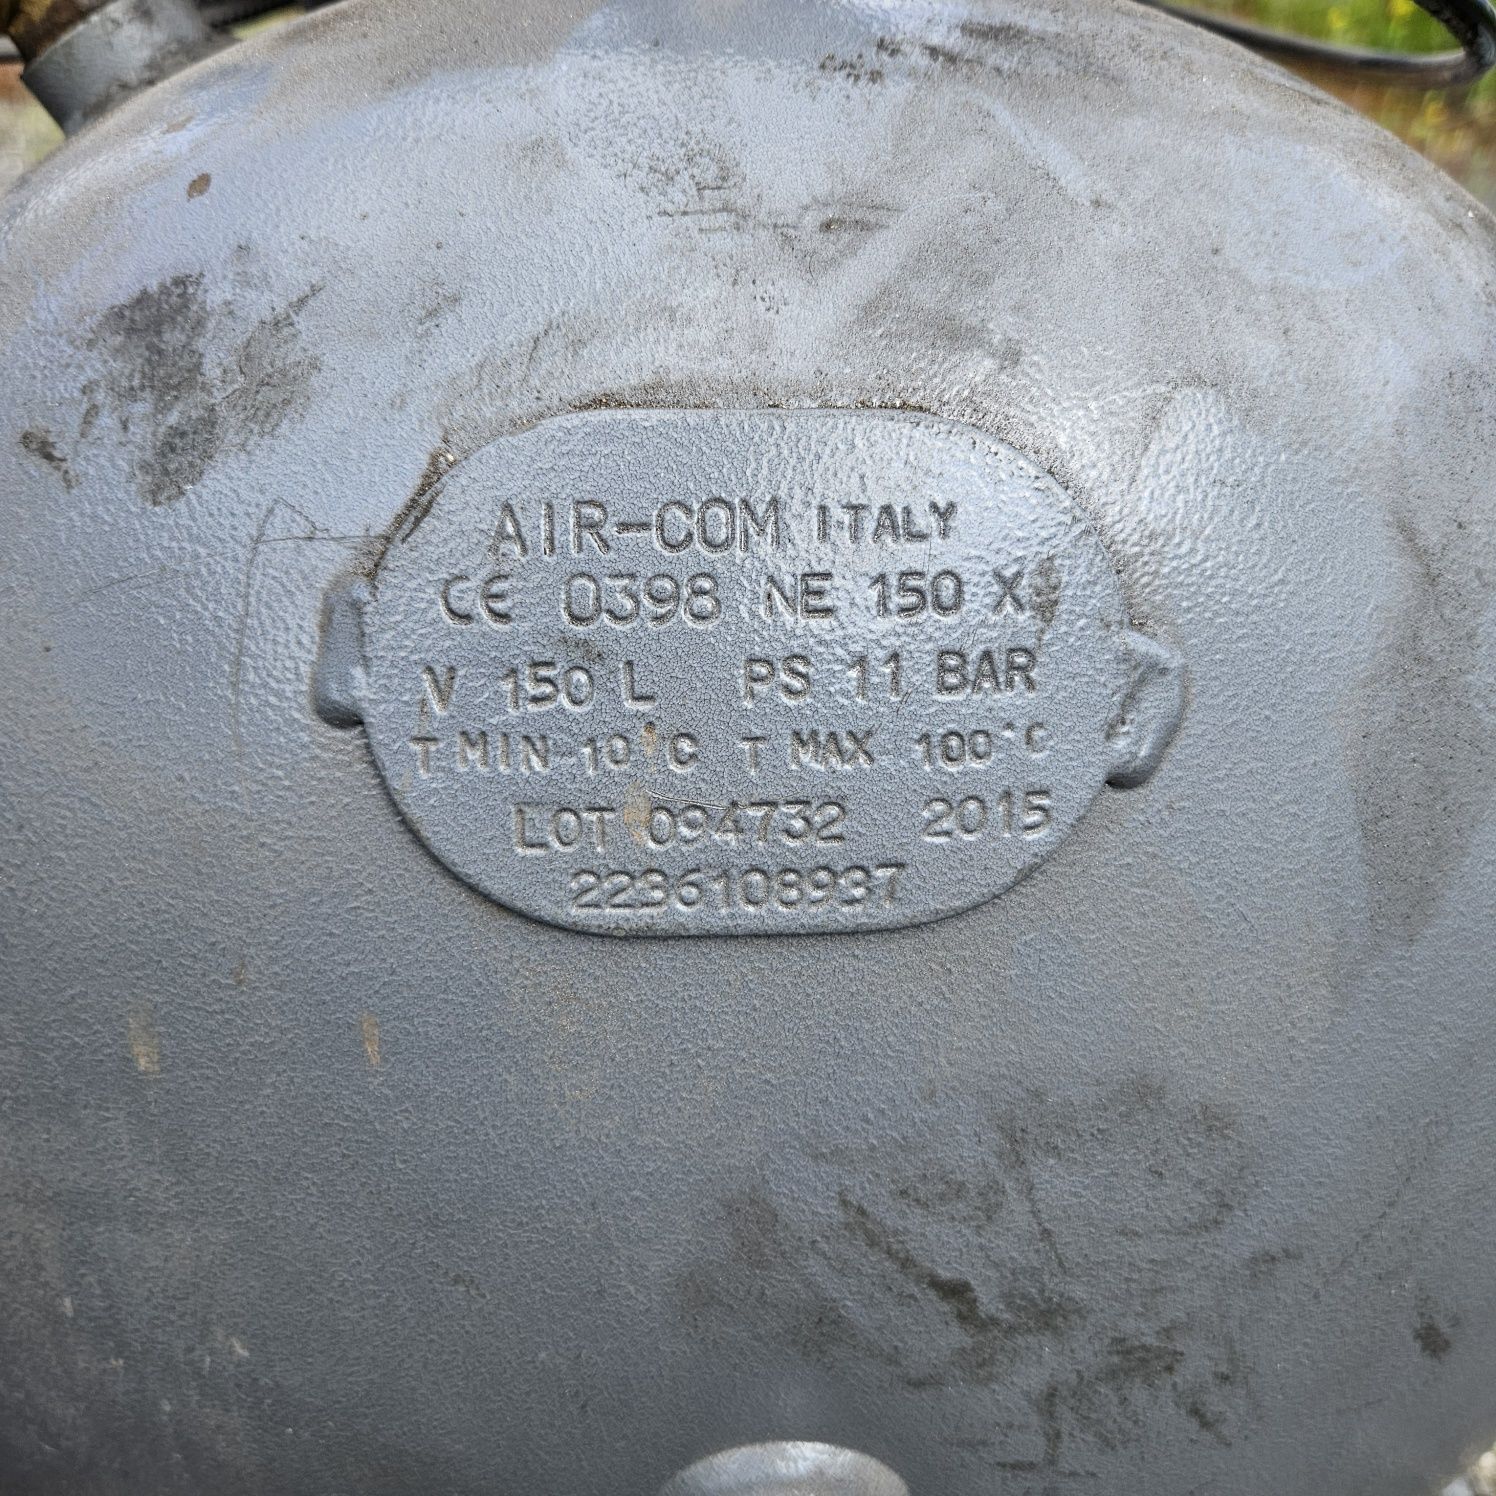 AIR-COM ITALY
CE 0398 NE 150 X
V 150 L PS 11 BAR
T MIN -10°C T MAX 100°C
LOT 094732 2015
2236108937